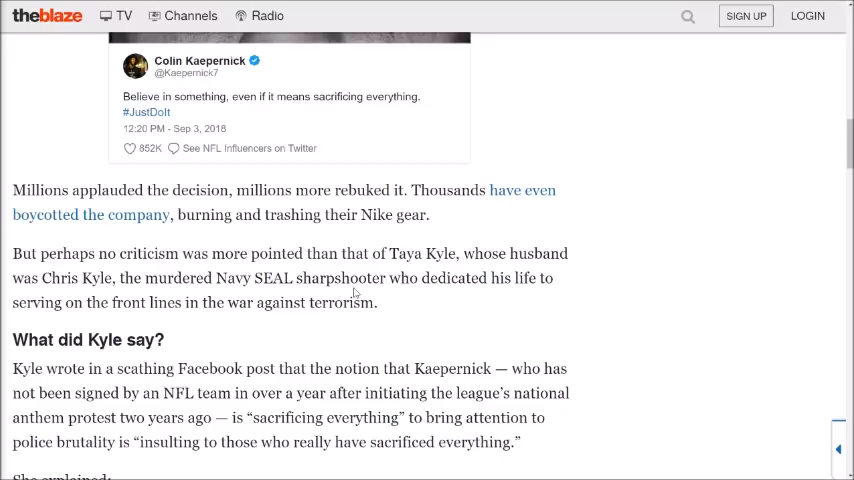 theblaze TV Channels Radio SIGN UP LOGIN
Colin Kaepernick
@Kaepernick7
Believe in something, even if it means sacrificing everything.
#JustDoIt
12:20 PM - Sep 3, 2018
852K See NFL Influencers on Twitter
Millions applauded the decision, millions more rebuked it. Thousands have even
boycotted the company, burning and trashing their Nike gear.
But perhaps no criticism was more pointed than that of Taya Kyle, whose husband
was Chris Kyle, the murdered Navy SEAL sharpshooter who dedicated his life to
serving on the front lines in the war against terrorism.
What did Kyle say?
Kyle wrote in a scathing Facebook post that the notion that Kaepernick — who has
not been signed by an NFL team in over a year after initiating the league’s national
anthem protest two years ago — is “sacrificing everything” to bring attention to
police brutality is “insulting to those who really have sacrificed everything.”
She explained: